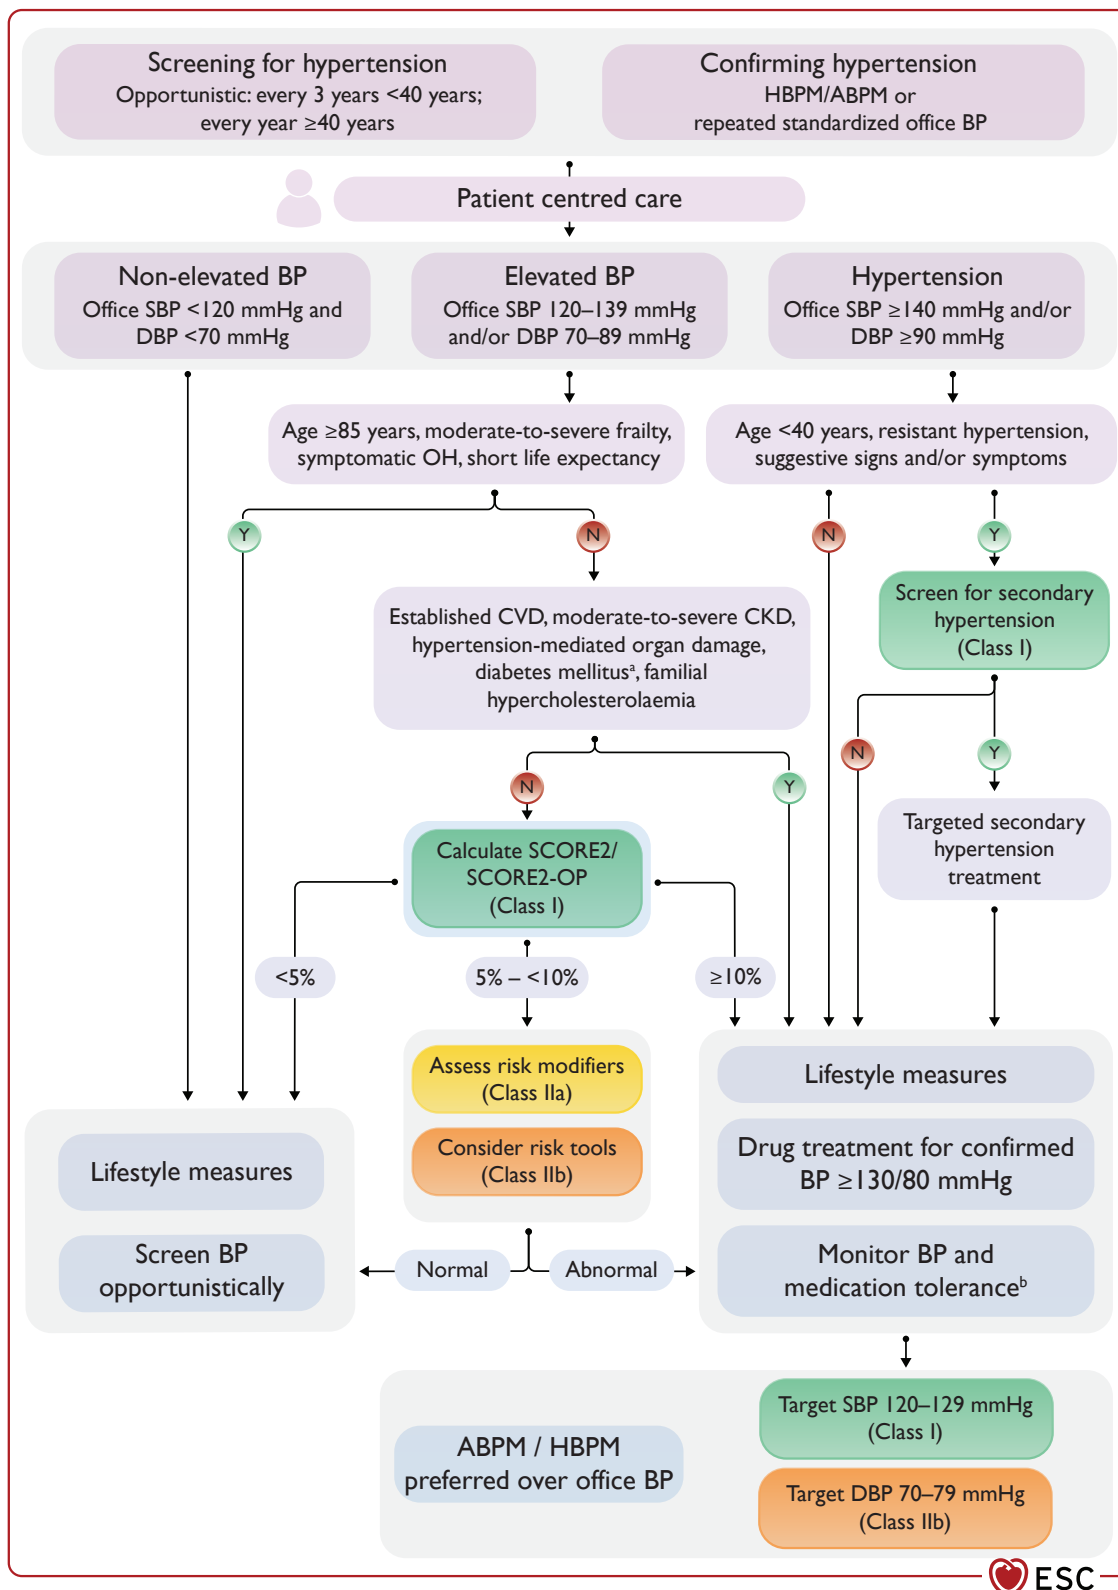 Screening for hypertension
Opportunistic: every 3 years <40 years;
every year ≥40 years
Confirming hypertension
HBPM/ABPM or
repeated standardized office BP
Patient centred care
Non-elevated BP
Office SBP <120 mmHg and
DBP <70 mmHg
Elevated BP
Office SBP 120–139 mmHg
and/or DBP 70–89 mmHg
Hypertension
Office SBP ≥140 mmHg and/or
DBP ≥90 mmHg
Age ≥85 years, moderate-to-severe frailty,
symptomatic OH, short life expectancy
Age <40 years, resistant hypertension,
suggestive signs and/or symptoms
Y
N
N
Y
Established CVD, moderate-to-severe CKD,
hypertension-mediated organ damage,
diabetes mellitusᵃ, familial
hypercholesterolaemia
Screen for secondary
hypertension
(Class I)
N
Y
N
Y
Calculate SCORE2/
SCORE2-OP
(Class I)
Targeted secondary
hypertension
treatment
<5%
5% – <10%
≥10%
Assess risk modifiers
(Class IIa)
Consider risk tools
(Class IIb)
Lifestyle measures
Drug treatment for confirmed
BP ≥130/80 mmHg
Monitor BP and
medication toleranceᵇ
Lifestyle measures
Screen BP
opportunistically
Normal
Abnormal
ABPM / HBPM
preferred over office BP
Target SBP 120–129 mmHg
(Class I)
Target DBP 70–79 mmHg
(Class IIb)
ESC